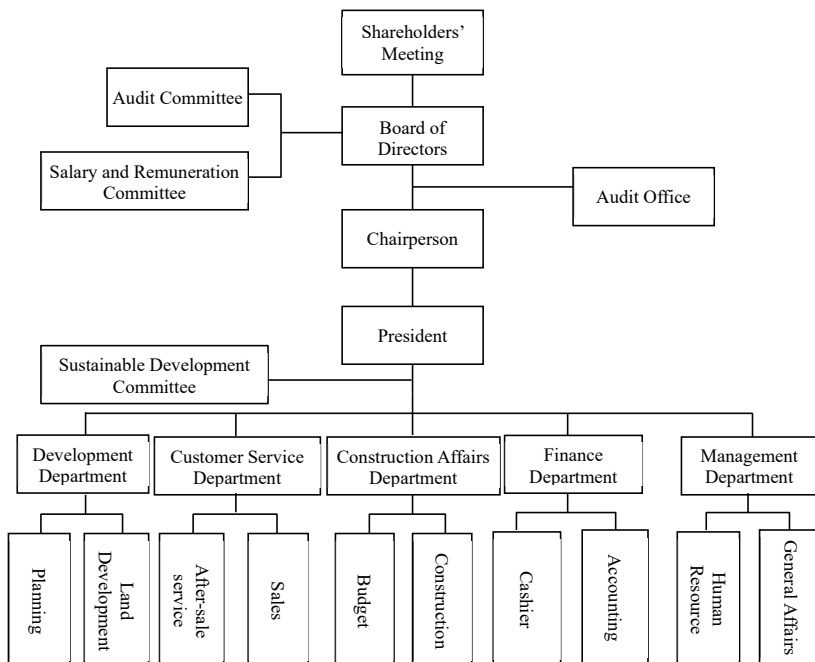 Shareholders’
Meeting
Audit Committee
Board of
Directors
Salary and Remuneration
Committee
Audit Office
Chairperson
President
Sustainable Development
Committee
Development
Department
Customer Service
Department
Construction Affairs
Department
Finance
Department
Management
Department
Planning
Land
Development
After-sale
service
Sales
Budget
Construction
Cashier
Accounting
Human
Resource
General Affairs